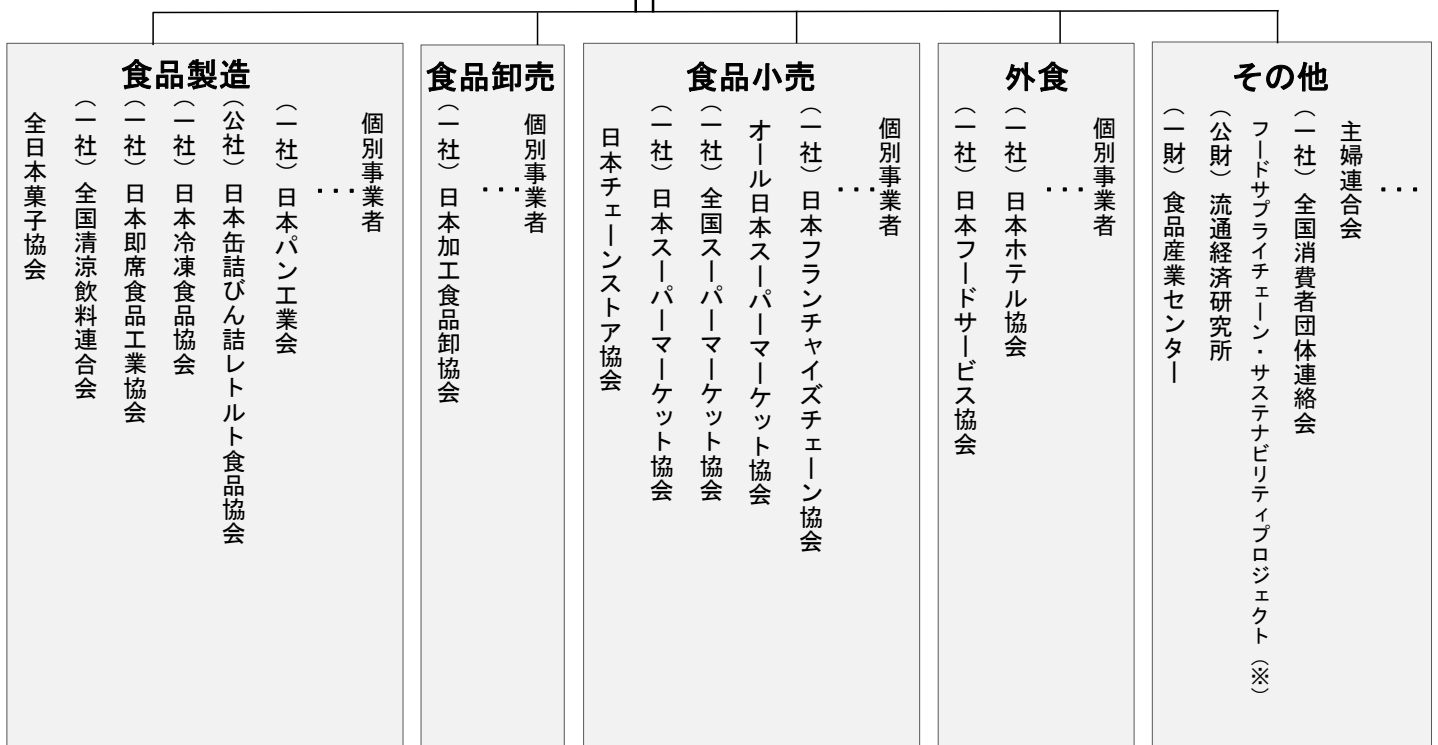 食品製造
全日本菓子協会
（一社）全国清涼飲料連合会
（一社）日本即席食品工業協会
（一社）日本冷凍食品協会
（公社）日本缶詰びん詰レトルト食品協会
（一社）日本パン工業会
・・・
個別事業者
食品卸売
（一社）日本加工食品卸協会
・・・
個別事業者
食品小売
日本チェーンストア協会
（一社）日本スーパーマーケット協会
（一社）全国スーパーマーケット協会
オール日本スーパーマーケット協会
（一社）日本フランチャイズチェーン協会
・・・
個別事業者
外食
（一社）日本フードサービス協会
（一社）日本ホテル協会
・・・
個別事業者
その他
（一財）食品産業センター
（公財）流通経済研究所
フードサプライチェーン・サステナビリティプロジェクト（※）
（一社）全国消費者団体連絡会
主婦連合会
・・・